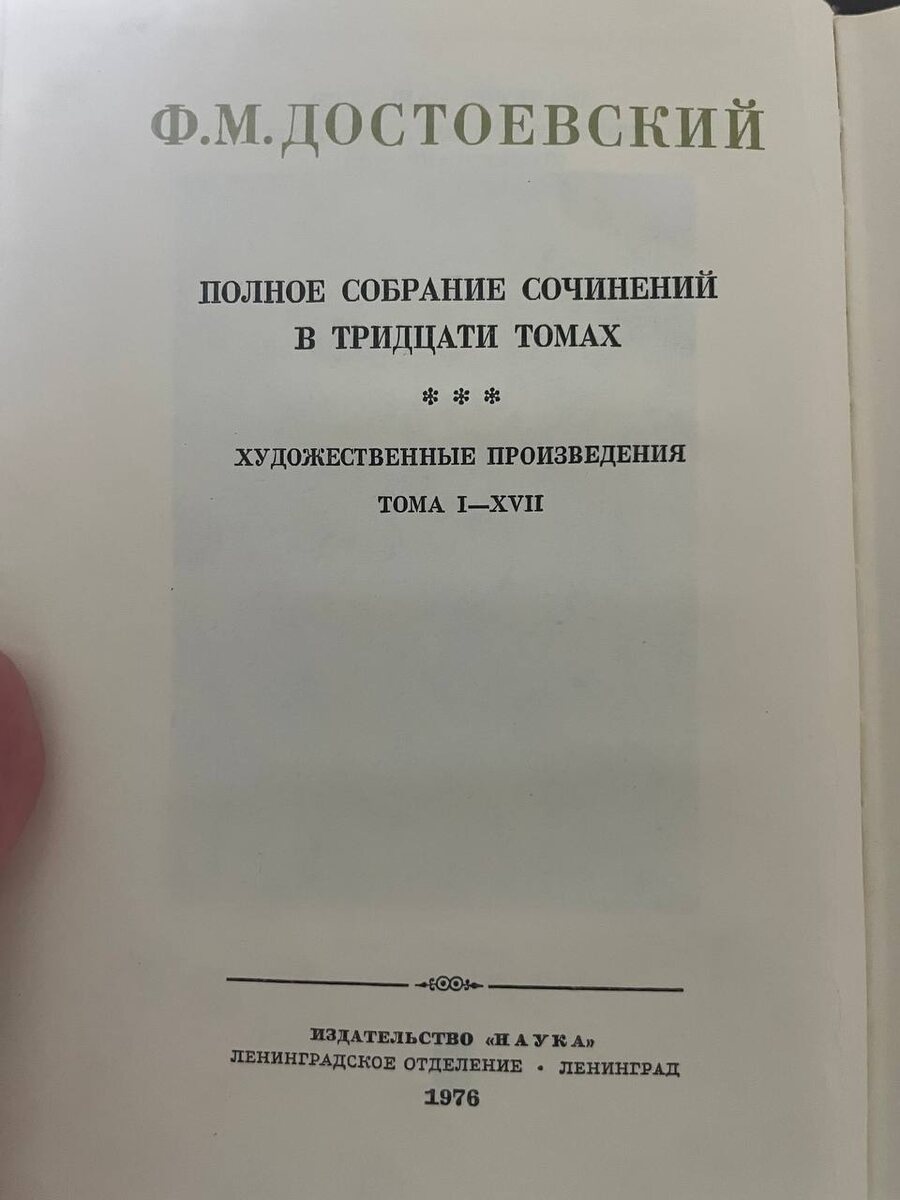 Ф.М.ДОСТОЕВСКИЙ
ПОЛНОЕ СОБРАНИЕ СОЧИНЕНИЙ
В ТРИДЦАТИ ТОМАХ
* * *
ХУДОЖЕСТВЕННЫЕ ПРОИЗВЕДЕНИЯ
ТОМА I—XVII
ИЗДАТЕЛЬСТВО «НАУКА»
ЛЕНИНГРАДСКОЕ ОТДЕЛЕНИЕ • ЛЕНИНГРАД
1976